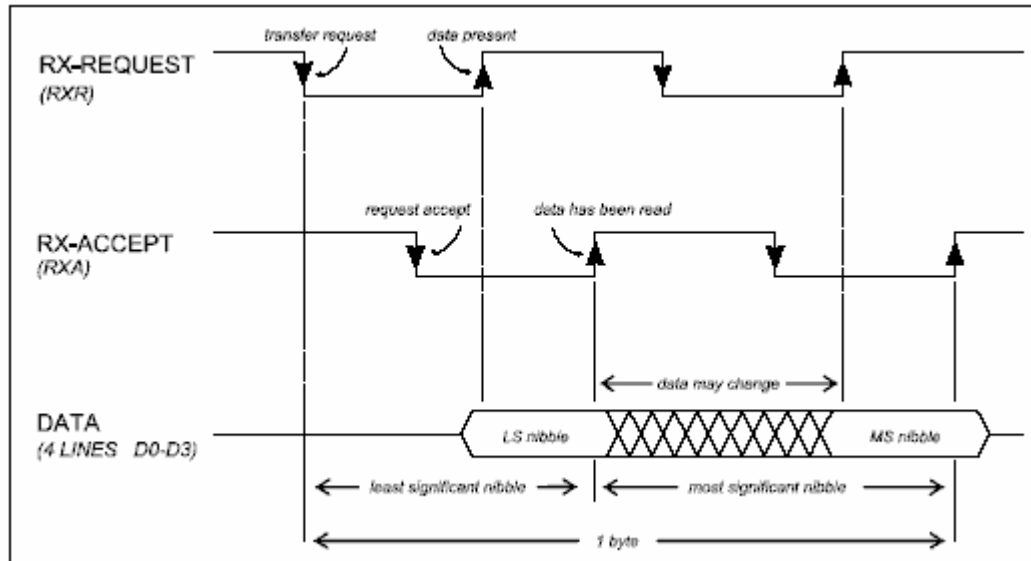 transfer request
data present
RX-REQUEST
(RXR)
request accept
data has been read
RX-ACCEPT
(RXA)
data may change
DATA
(4 LINES D0-D3)
LS nibble
MS nibble
least significant nibble
most significant nibble
1 byte